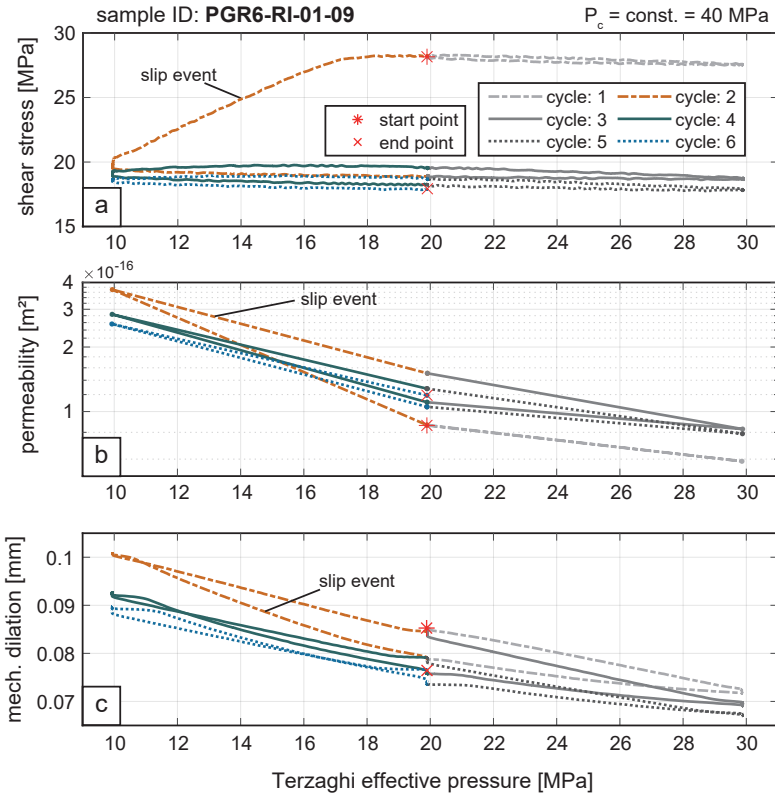 sample ID: PGR6-RI-01-09
P_c = const. = 40 MPa
30
25
20
15
shear stress [MPa]
slip event
start point
end point
cycle: 1
cycle: 2
cycle: 3
cycle: 4
cycle: 5
cycle: 6
a
10 12 14 16 18 20 22 24 26 28 30
×10⁻¹⁶
4
3
2
1
permeability [m²]
slip event
b
10 12 14 16 18 20 22 24 26 28 30
0.1
0.09
0.08
0.07
mech. dilation [mm]
slip event
c
10 12 14 16 18 20 22 24 26 28 30
Terzaghi effective pressure [MPa]